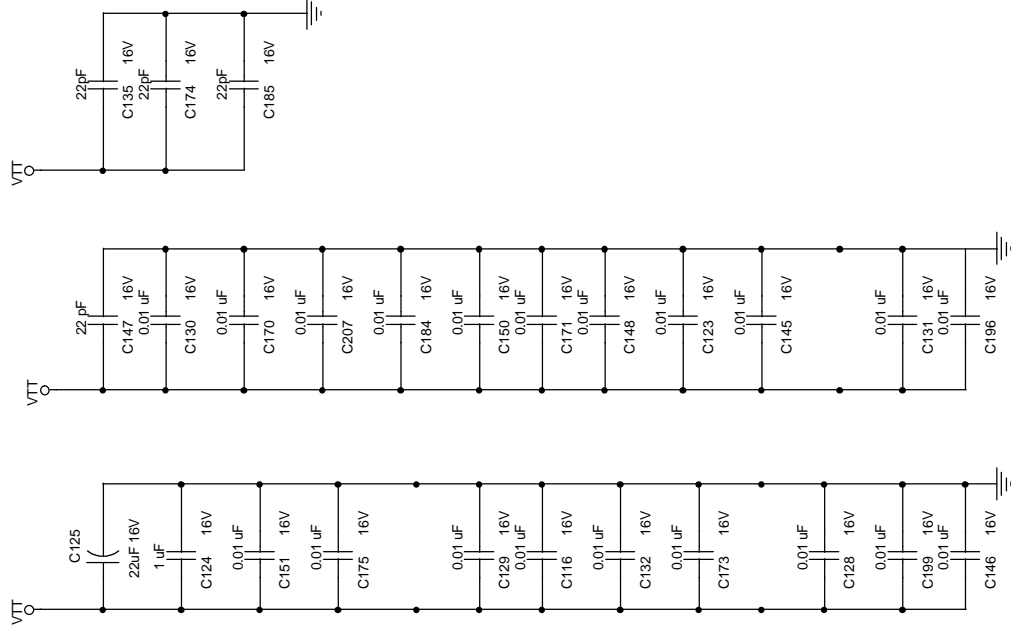 VTT
22pF
C135
16V
22pF
C174
16V
22pF
C185
16V
VTT
22 pF
C147
16V
0.01 uF
C130
16V
0.01 uF
C170
16V
0.01 uF
C207
16V
0.01 uF
C184
16V
0.01 uF
C150
16V
0.01 uF
C171
16V
0.01 uF
C148
16V
0.01 uF
C123
16V
0.01 uF
C145
16V
0.01 uF
C131
16V
0.01 uF
C196
16V
VTT
C125
22uF 16V
1 uF
C124
16V
0.01 uF
C151
16V
0.01 uF
C175
16V
0.01 uF
C129
16V
0.01 uF
C116
16V
0.01 uF
C132
16V
0.01 uF
C173
16V
0.01 uF
C128
16V
0.01 uF
C199
16V
0.01 uF
C146
16V